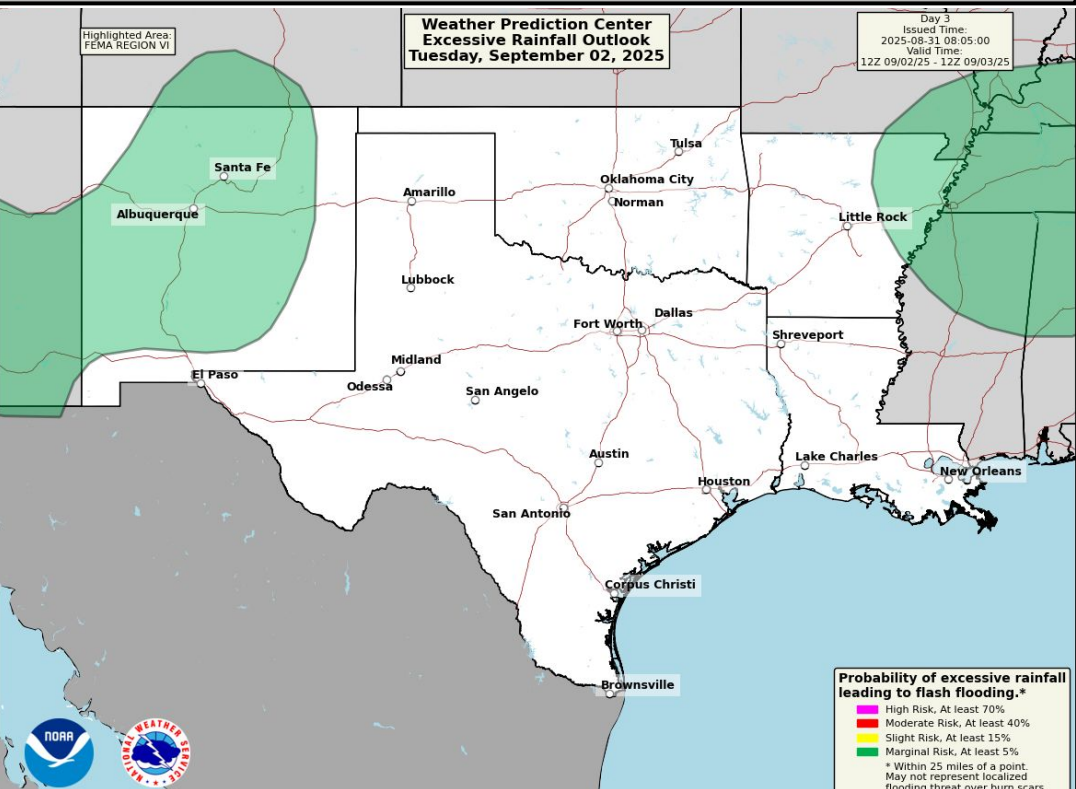 Weather Prediction Center
Excessive Rainfall Outlook
Tuesday, September 02, 2025
Highlighted Area:
FEMA REGION VI
Day 3
Issued Time:
2025-08-31 08:05:00
Valid Time:
12Z 09/02/25 - 12Z 09/03/25
Tulsa
Santa Fe
Oklahoma City
Amarillo
Norman
Albuquerque
Little Rock
Lubbock
Dallas
Fort Worth
Shreveport
Midland
El Paso
Odessa
San Angelo
Austin
Lake Charles
New Orleans
Houston
San Antonio
Corpus Christi
Brownsville
Probability of excessive rainfall
leading to flash flooding.*
High Risk, At least 70%
Moderate Risk, At least 40%
Slight Risk, At least 15%
Marginal Risk, At least 5%
* Within 25 miles of a point.
May not represent localized
flooding threat over burn scars
NOAA
NATIONAL WEATHER SERVICE